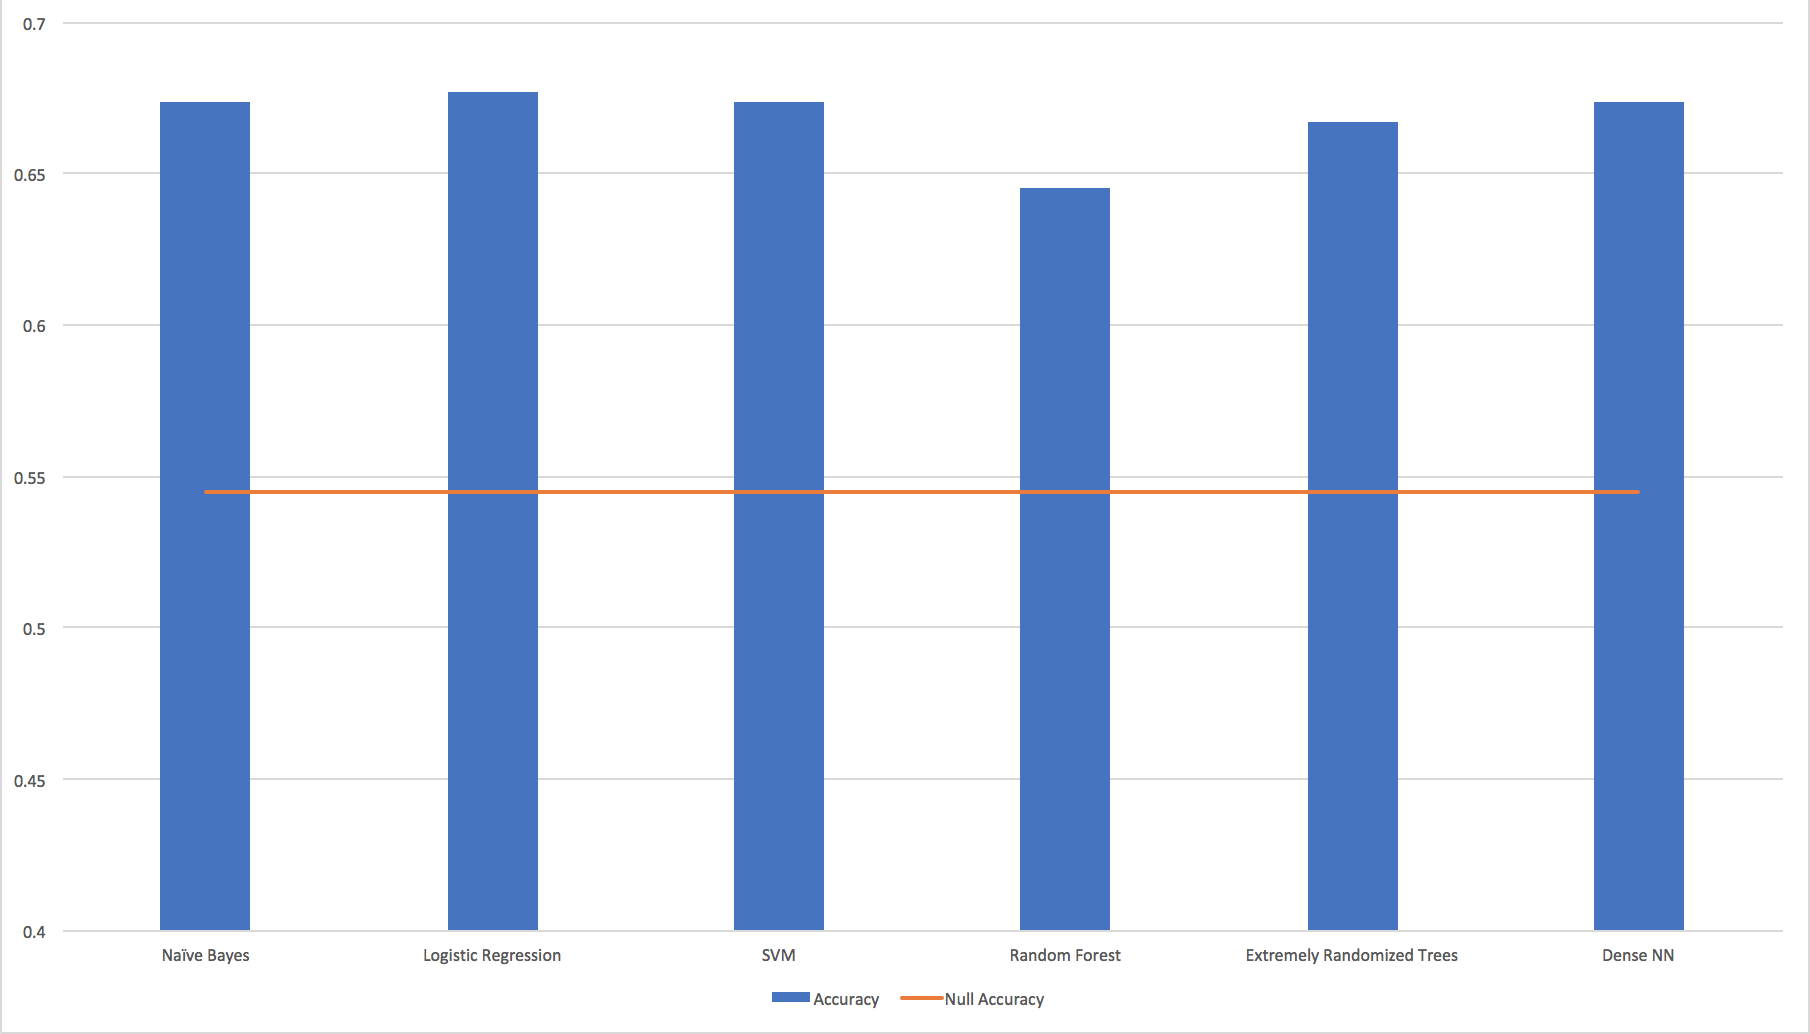 0.7
0.65
0.6
0.55
0.5
0.45
0.4
Naïve Bayes
Logistic Regression
SVM
Random Forest
Extremely Randomized Trees
Dense NN
Accuracy
Null Accuracy